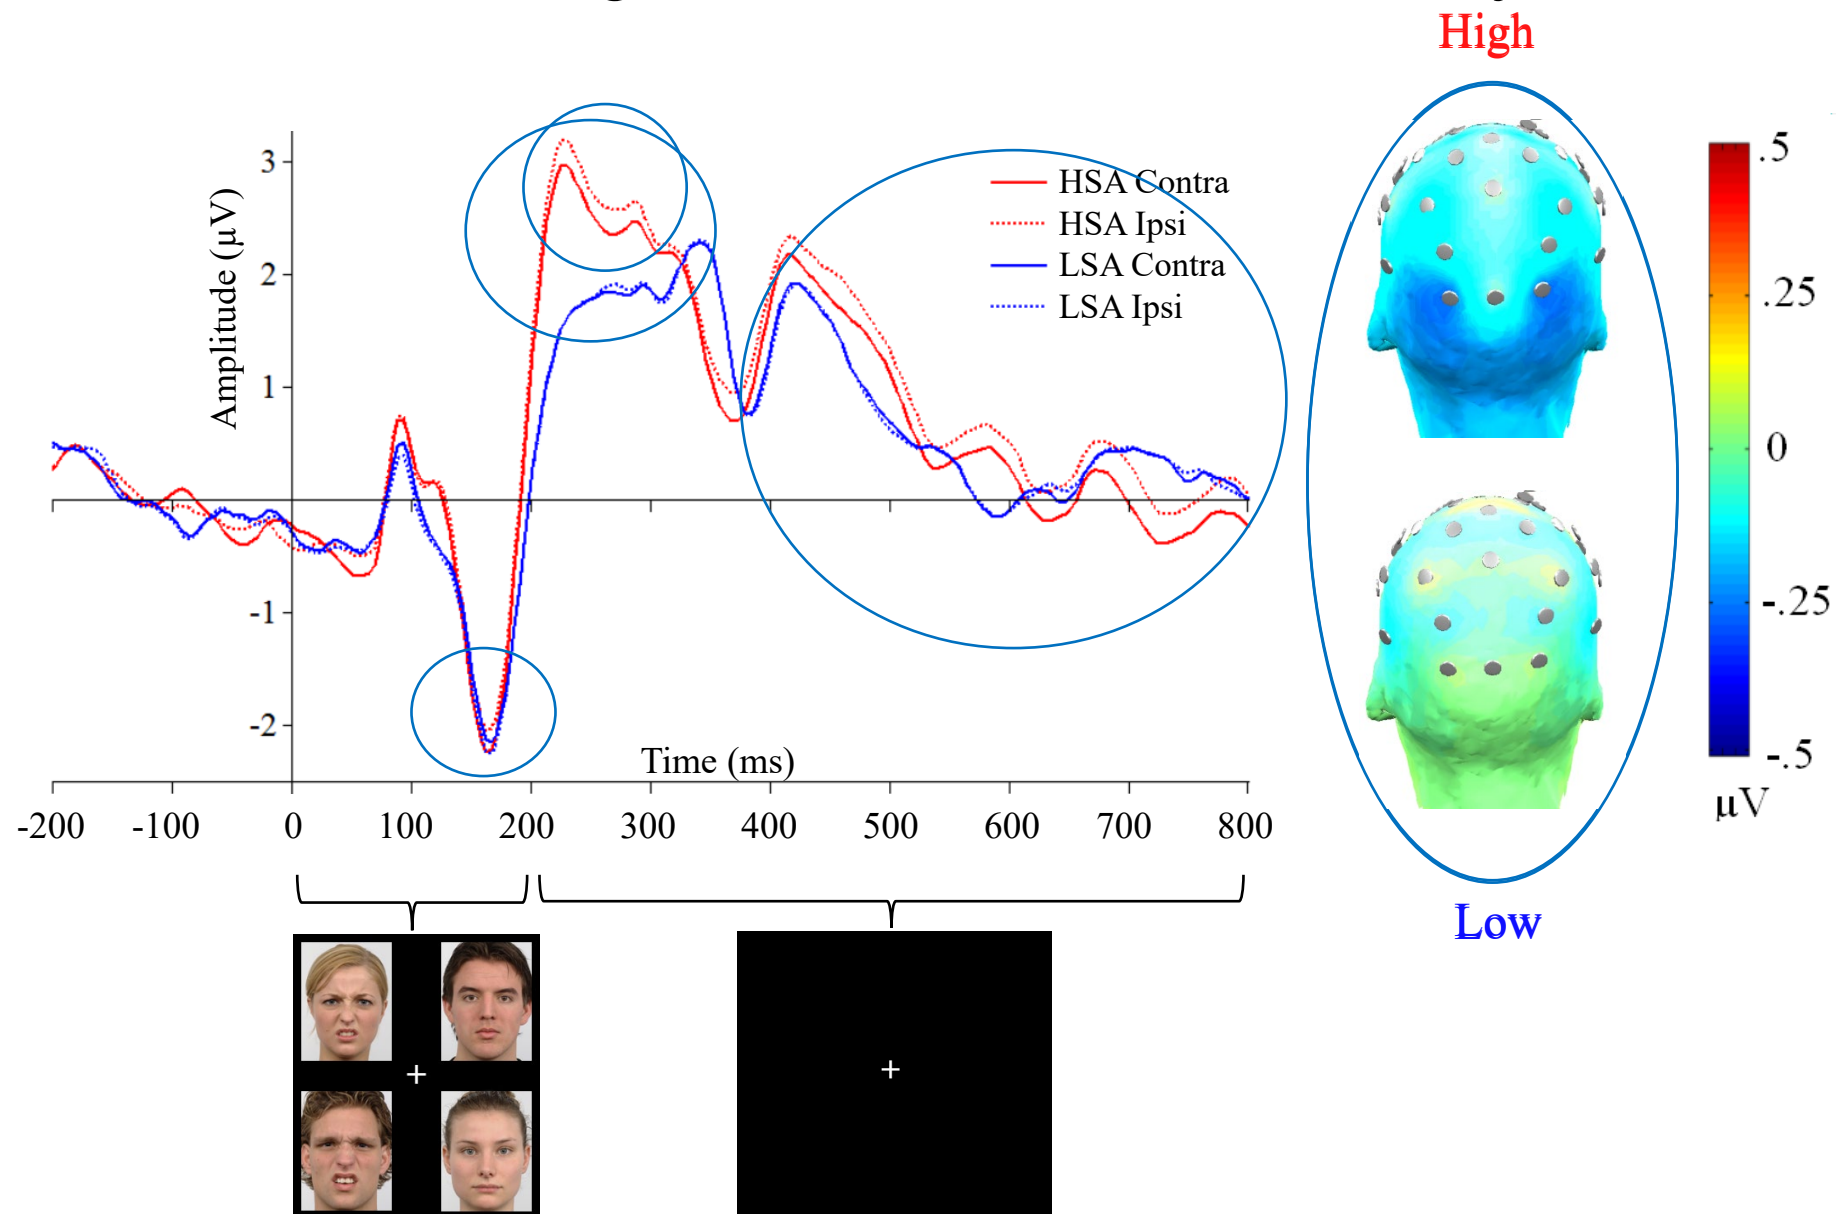 High
3
2
1
-1
-2
Amplitude (μV)
HSA Contra
HSA Ipsi
LSA Contra
LSA Ipsi
Time (ms)
-200 -100 0 100 200 300 400 500 600 700 800
.5
.25
0
-.25
-.5
μV
Low